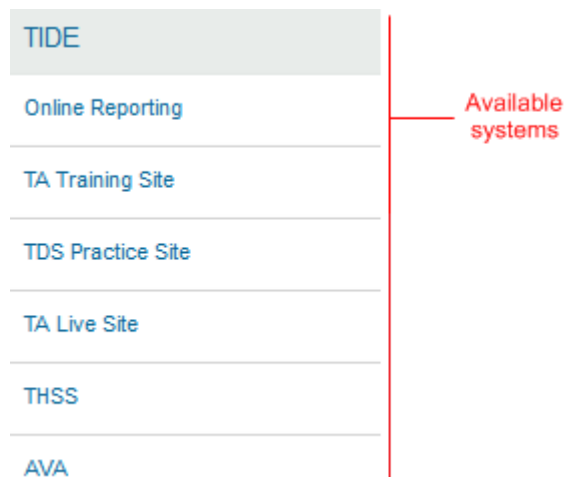 TIDE
Online Reporting
Available
systems
TA Training Site
TDS Practice Site
TA Live Site
THSS
AVA